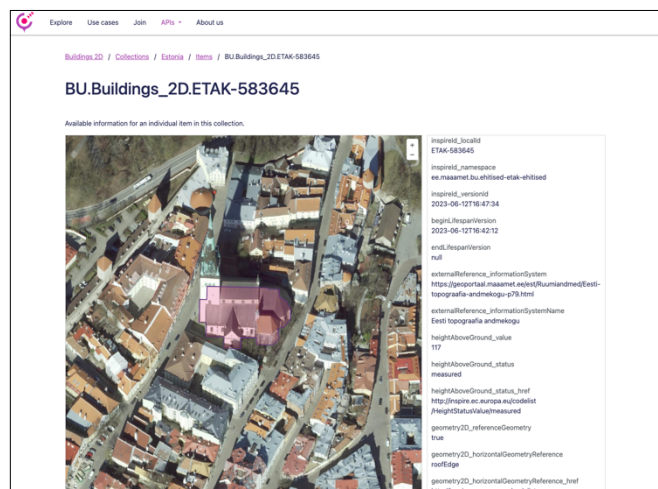 Explore Use cases Join APIs About us
Buildings 2D / Collections / Estonia / Items / BU.Buildings_2D.ETAK-583645
BU.Buildings_2D.ETAK-583645
Available information for an individual item in this collection.
+
−
inspireId_localId
ETAK-583645
inspireId_namespace
ee.maaamet.bu.ehitised-etak-ehitised
inspireId_versionId
2023-06-12T16:47:34
beginLifespanVersion
2023-06-12T16:42:12
endLifespanVersion
null
externalReference_informationSystem
https://geoportaal.maaamet.ee/est/Ruumiandmed/Eesti-
topograafia-andmekogu-p79.html
externalReference_informationSystemName
Eesti topograafia andmekogu
heightAboveGround_value
117
heightAboveGround_status
measured
heightAboveGround_status_href
http://inspire.ec.europa.eu/codelist
/HeightStatusValue/measured
geometry2D_referenceGeometry
true
geometry2D_horizontalGeometryReference
roofEdge
geometry2D_horizontalGeometryReference_href